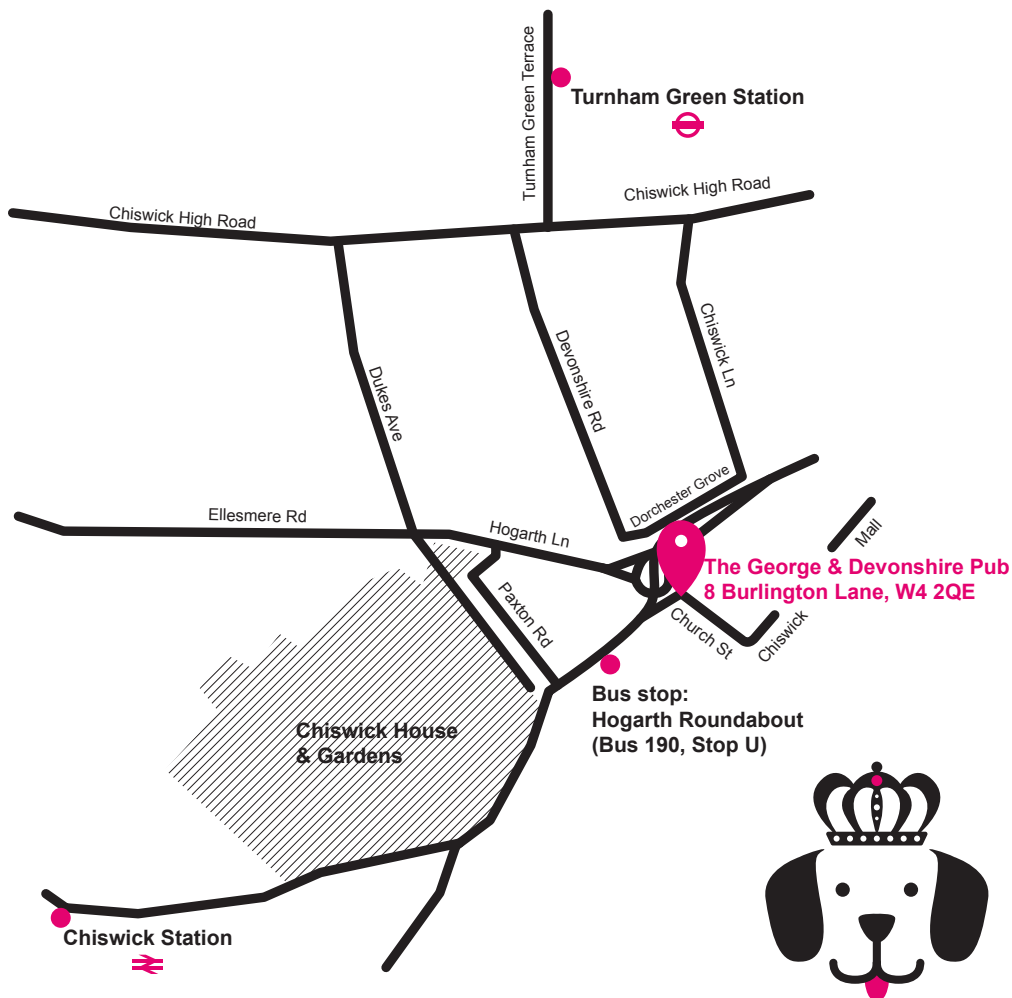 Turnham Green Terrace
Turnham Green Station
Chiswick High Road
Chiswick High Road
Dukes Ave
Devonshire Rd
Chiswick Ln
Dorchester Grove
Ellesmere Rd
Hogarth Ln
Mall
The George & Devonshire Pub
8 Burlington Lane, W4 2QE
Paxton Rd
Church St
Chiswick
Bus stop:
Hogarth Roundabout
(Bus 190, Stop U)
Chiswick House
& Gardens
Chiswick Station